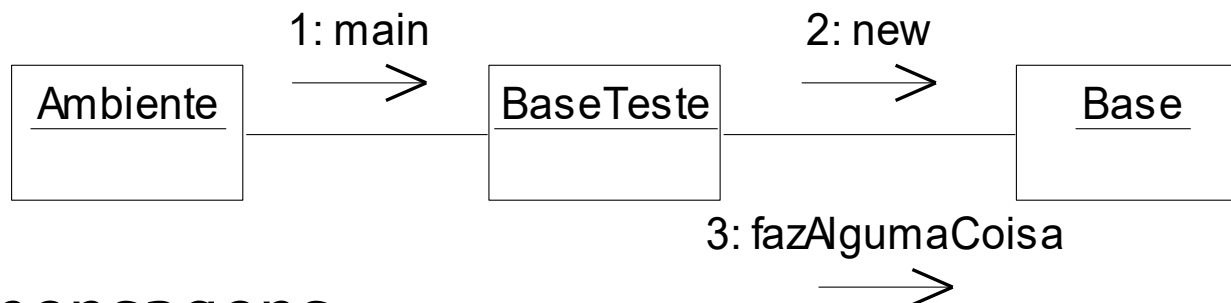 1: main
2: new
Ambiente
BaseTeste
Base
3: fazAlgumaCoisa